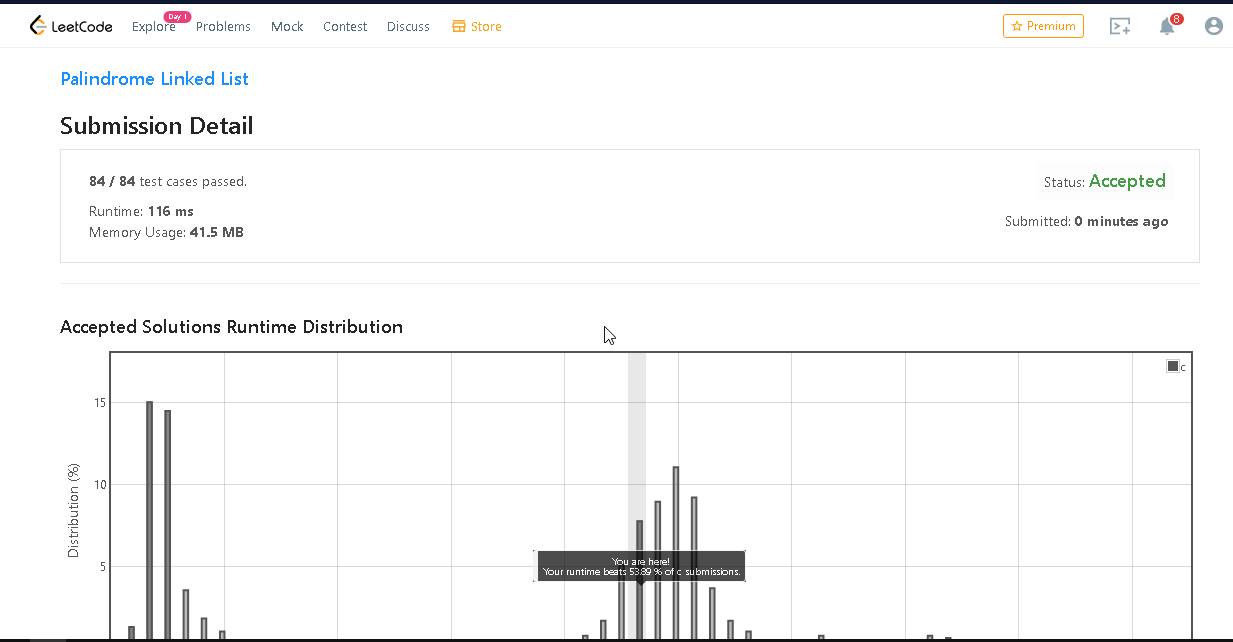 LeetCode Explore Day 1 Problems Mock Contest Discuss Store Premium 8
Palindrome Linked List
Submission Detail
84 / 84 test cases passed.
Status: Accepted
Runtime: 116 ms
Submitted: 0 minutes ago
Memory Usage: 41.5 MB
Accepted Solutions Runtime Distribution
c
15
10
5
Distribution (%)
You are here!
Your runtime beats 53.89 % of c submissions.